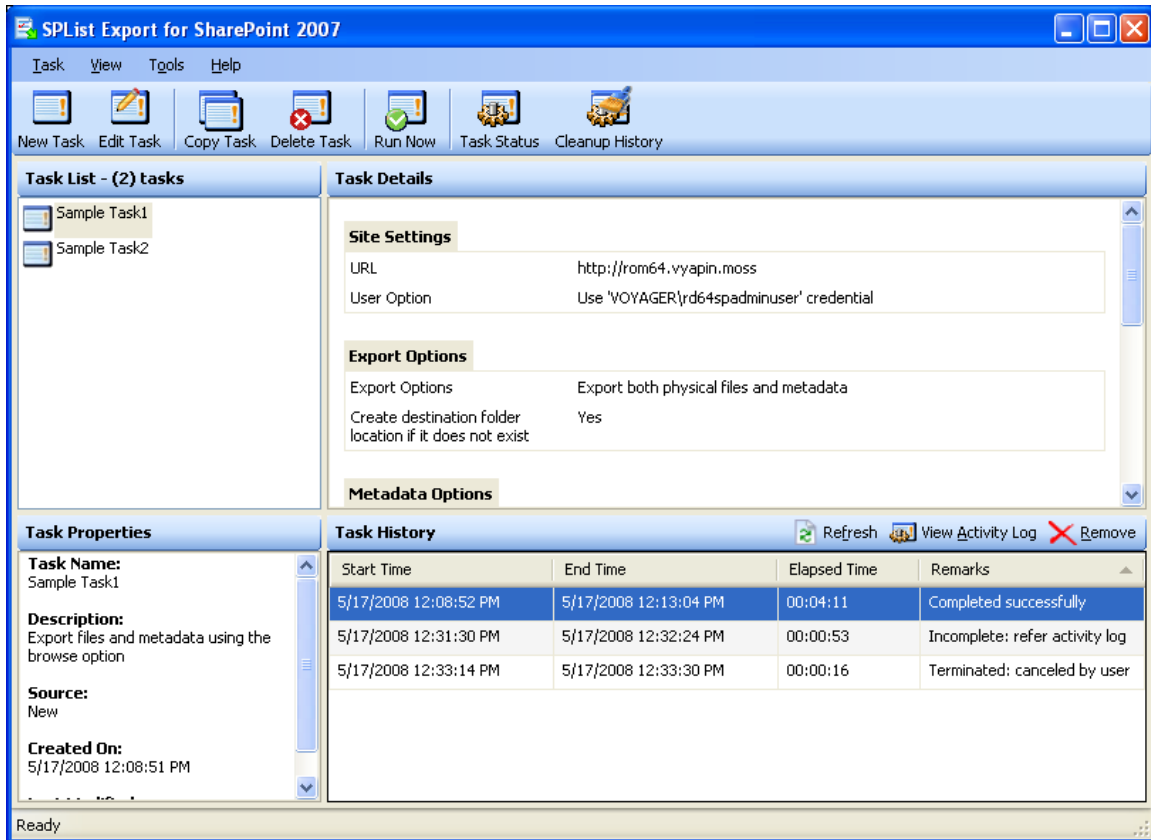 SPList Export for SharePoint 2007
Task View Tools Help
New Task Edit Task Copy Task Delete Task Run Now Task Status Cleanup History
Task List - (2) tasks
Sample Task1
Sample Task2
Task Details
Site Settings
URL http://rom64.vyapin.moss
User Option Use 'VOYAGER\rd64spadminuser' credential
Export Options
Export Options Export both physical files and metadata
Create destination folder Yes
location if it does not exist
Metadata Options
Task Properties
Task Name:
Sample Task1
Description:
Export files and metadata using the
browse option
Source:
New
Created On:
5/17/2008 12:08:51 PM
Task History Refresh View Activity Log Remove
Start Time End Time Elapsed Time Remarks
5/17/2008 12:08:52 PM 5/17/2008 12:13:04 PM 00:04:11 Completed successfully
5/17/2008 12:31:30 PM 5/17/2008 12:32:24 PM 00:00:53 Incomplete: refer activity log
5/17/2008 12:33:14 PM 5/17/2008 12:33:30 PM 00:00:16 Terminated: canceled by user
Ready